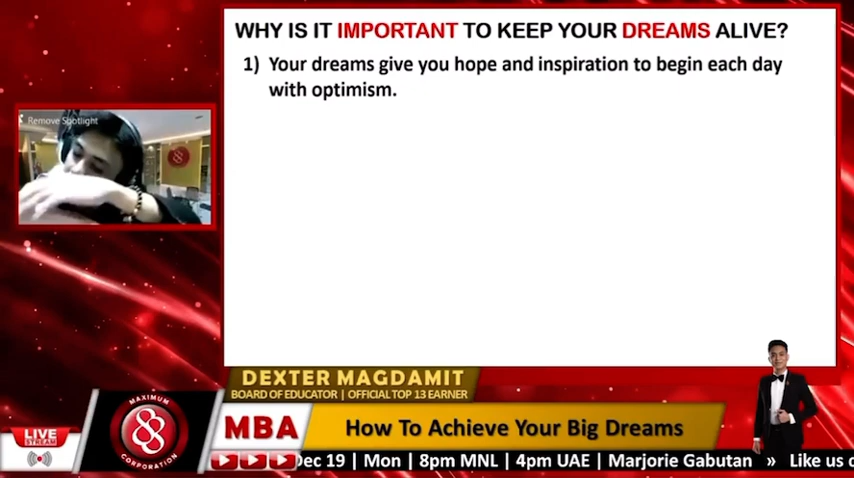 WHY IS IT IMPORTANT TO KEEP YOUR DREAMS ALIVE?
1) Your dreams give you hope and inspiration to begin each day
with optimism.
Remove Spotlight
88
DEXTER MAGDAMIT
BOARD OF EDUCATOR | OFFICIAL TOP 13 EARNER
MAXIMUM
88
CORPORATION
LIVE
STREAM
MBA
How To Achieve Your Big Dreams
Dec 19 | Mon | 8pm MNL | 4pm UAE | Marjorie Gabutan » Like us